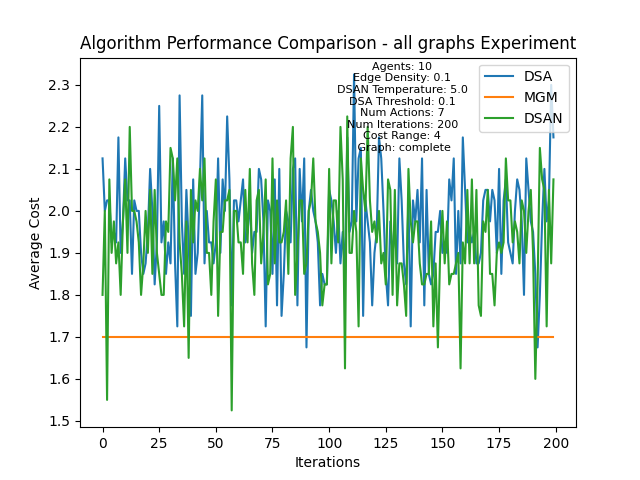 Algorithm Performance Comparison - all graphs Experiment
Agents: 10
Edge Density: 0.1
DSAN Temperature: 5.0
DSA Threshold: 0.1
Num Actions: 7
Num Iterations: 200
Cost Range: 4
Graph: complete
DSA
MGM
DSAN
Average Cost
2.3
2.2
2.1
2.0
1.9
1.8
1.7
1.6
1.5
0 25 50 75 100 125 150 175 200
Iterations